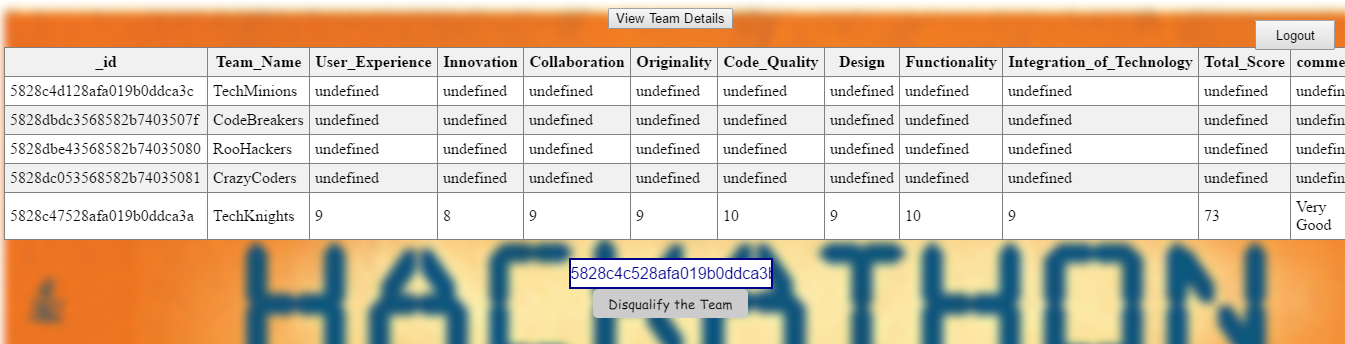 View Team Details
Logout
_id Team_Name User_Experience Innovation Collaboration Originality Code_Quality Design Functionality Integration_of_Technology Total_Score comme
5828c4d128afa019b0ddca3c TechMinions undefined undefined undefined undefined undefined undefined undefined undefined undefined undefin
5828dbdc3568582b7403507f CodeBreakers undefined undefined undefined undefined undefined undefined undefined undefined undefined undefin
5828dbe43568582b74035080 RooHackers undefined undefined undefined undefined undefined undefined undefined undefined undefined undefin
5828dc053568582b74035081 CrazyCoders undefined undefined undefined undefined undefined undefined undefined undefined undefined undefin
5828c47528afa019b0ddca3a TechKnights 9 8 9 9 10 9 10 9 73 Very
Good
5828c4c528afa019b0ddca3b
Disqualify the Team
HACKATHON